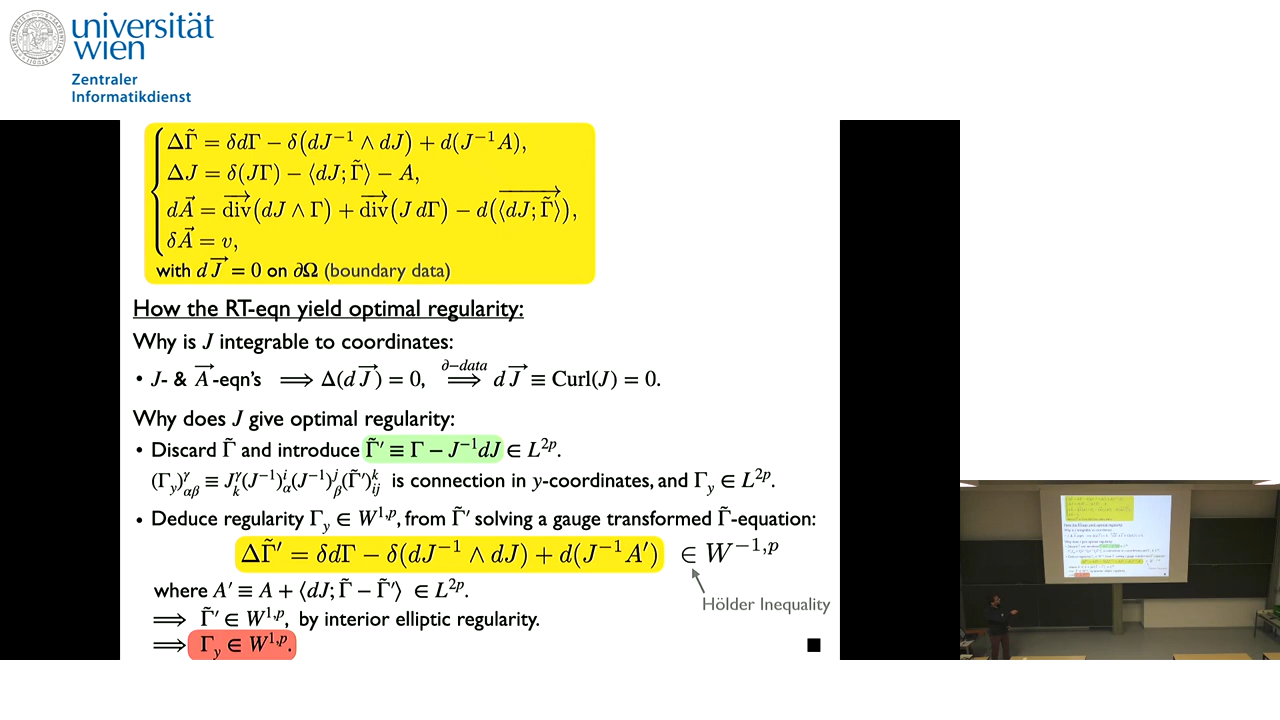 universität
wien
Zentraler
Informatikdienst
ΔΓ̃ = δdΓ − δ(dJ⁻¹ ∧ dJ) + d(J⁻¹A),
ΔJ = δ(JΓ) − ⟨dJ; Γ̃⟩ − A,
dA⃗ = div⃗(dJ ∧ Γ) + div⃗(J dΓ) − d(⟨dJ; Γ̃⟩⃗),
δA⃗ = v,
with dJ⃗ = 0 on ∂Ω (boundary data)
How the RT-eqn yield optimal regularity:
Why is J integrable to coordinates:
• J- & A⃗-eqn's ⟹ Δ(dJ⃗) = 0, ∂−data ⟹ dJ⃗ ≡ Curl(J) = 0.
Why does J give optimal regularity:
• Discard Γ̃ and introduce Γ̃′ ≡ Γ − J⁻¹dJ ∈ L²ᵖ.
(Γ_y)^γ_{αβ} ≡ J^γ_k (J⁻¹)^i_α (J⁻¹)^j_β (Γ̃′)^k_{ij} is connection in y-coordinates, and Γ_y ∈ L²ᵖ.
• Deduce regularity Γ_y ∈ W^{1,p}, from Γ̃′ solving a gauge transformed Γ̃-equation:
ΔΓ̃′ = δdΓ − δ(dJ⁻¹ ∧ dJ) + d(J⁻¹A′) ∈ W^{−1,p}
where A′ ≡ A + ⟨dJ; Γ̃ − Γ̃′⟩ ∈ L²ᵖ.
Hölder Inequality
⟹ Γ̃′ ∈ W^{1,p}, by interior elliptic regularity.
⟹ Γ_y ∈ W^{1,p}.
■